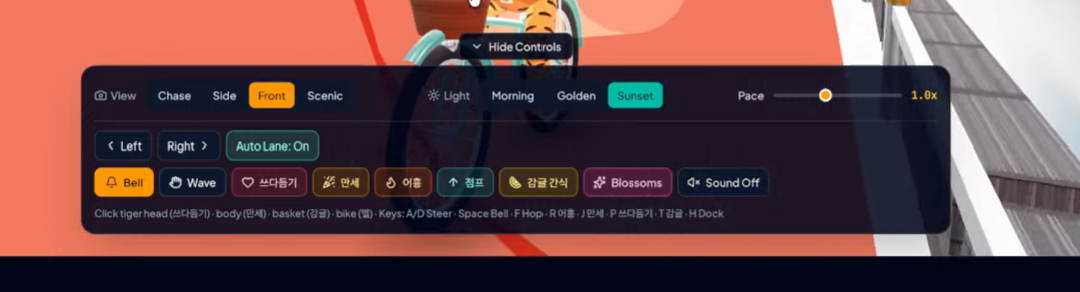 Hide Controls
View Chase Side Front Scenic Light Morning Golden Sunset Pace 1.0x
Left Right Auto Lane: On
Bell Wave 쓰다듬기 만세 어흥 점프 감귤 간식 Blossoms Sound Off
Click tiger head (쓰다듬기) · body (만세) · basket (감귤) · bike (벨) · Keys: A/D Steer · Space Bell · F Hop · R 어흥 · J 만세 · P 쓰다듬기 · T 감귤 · H Dock